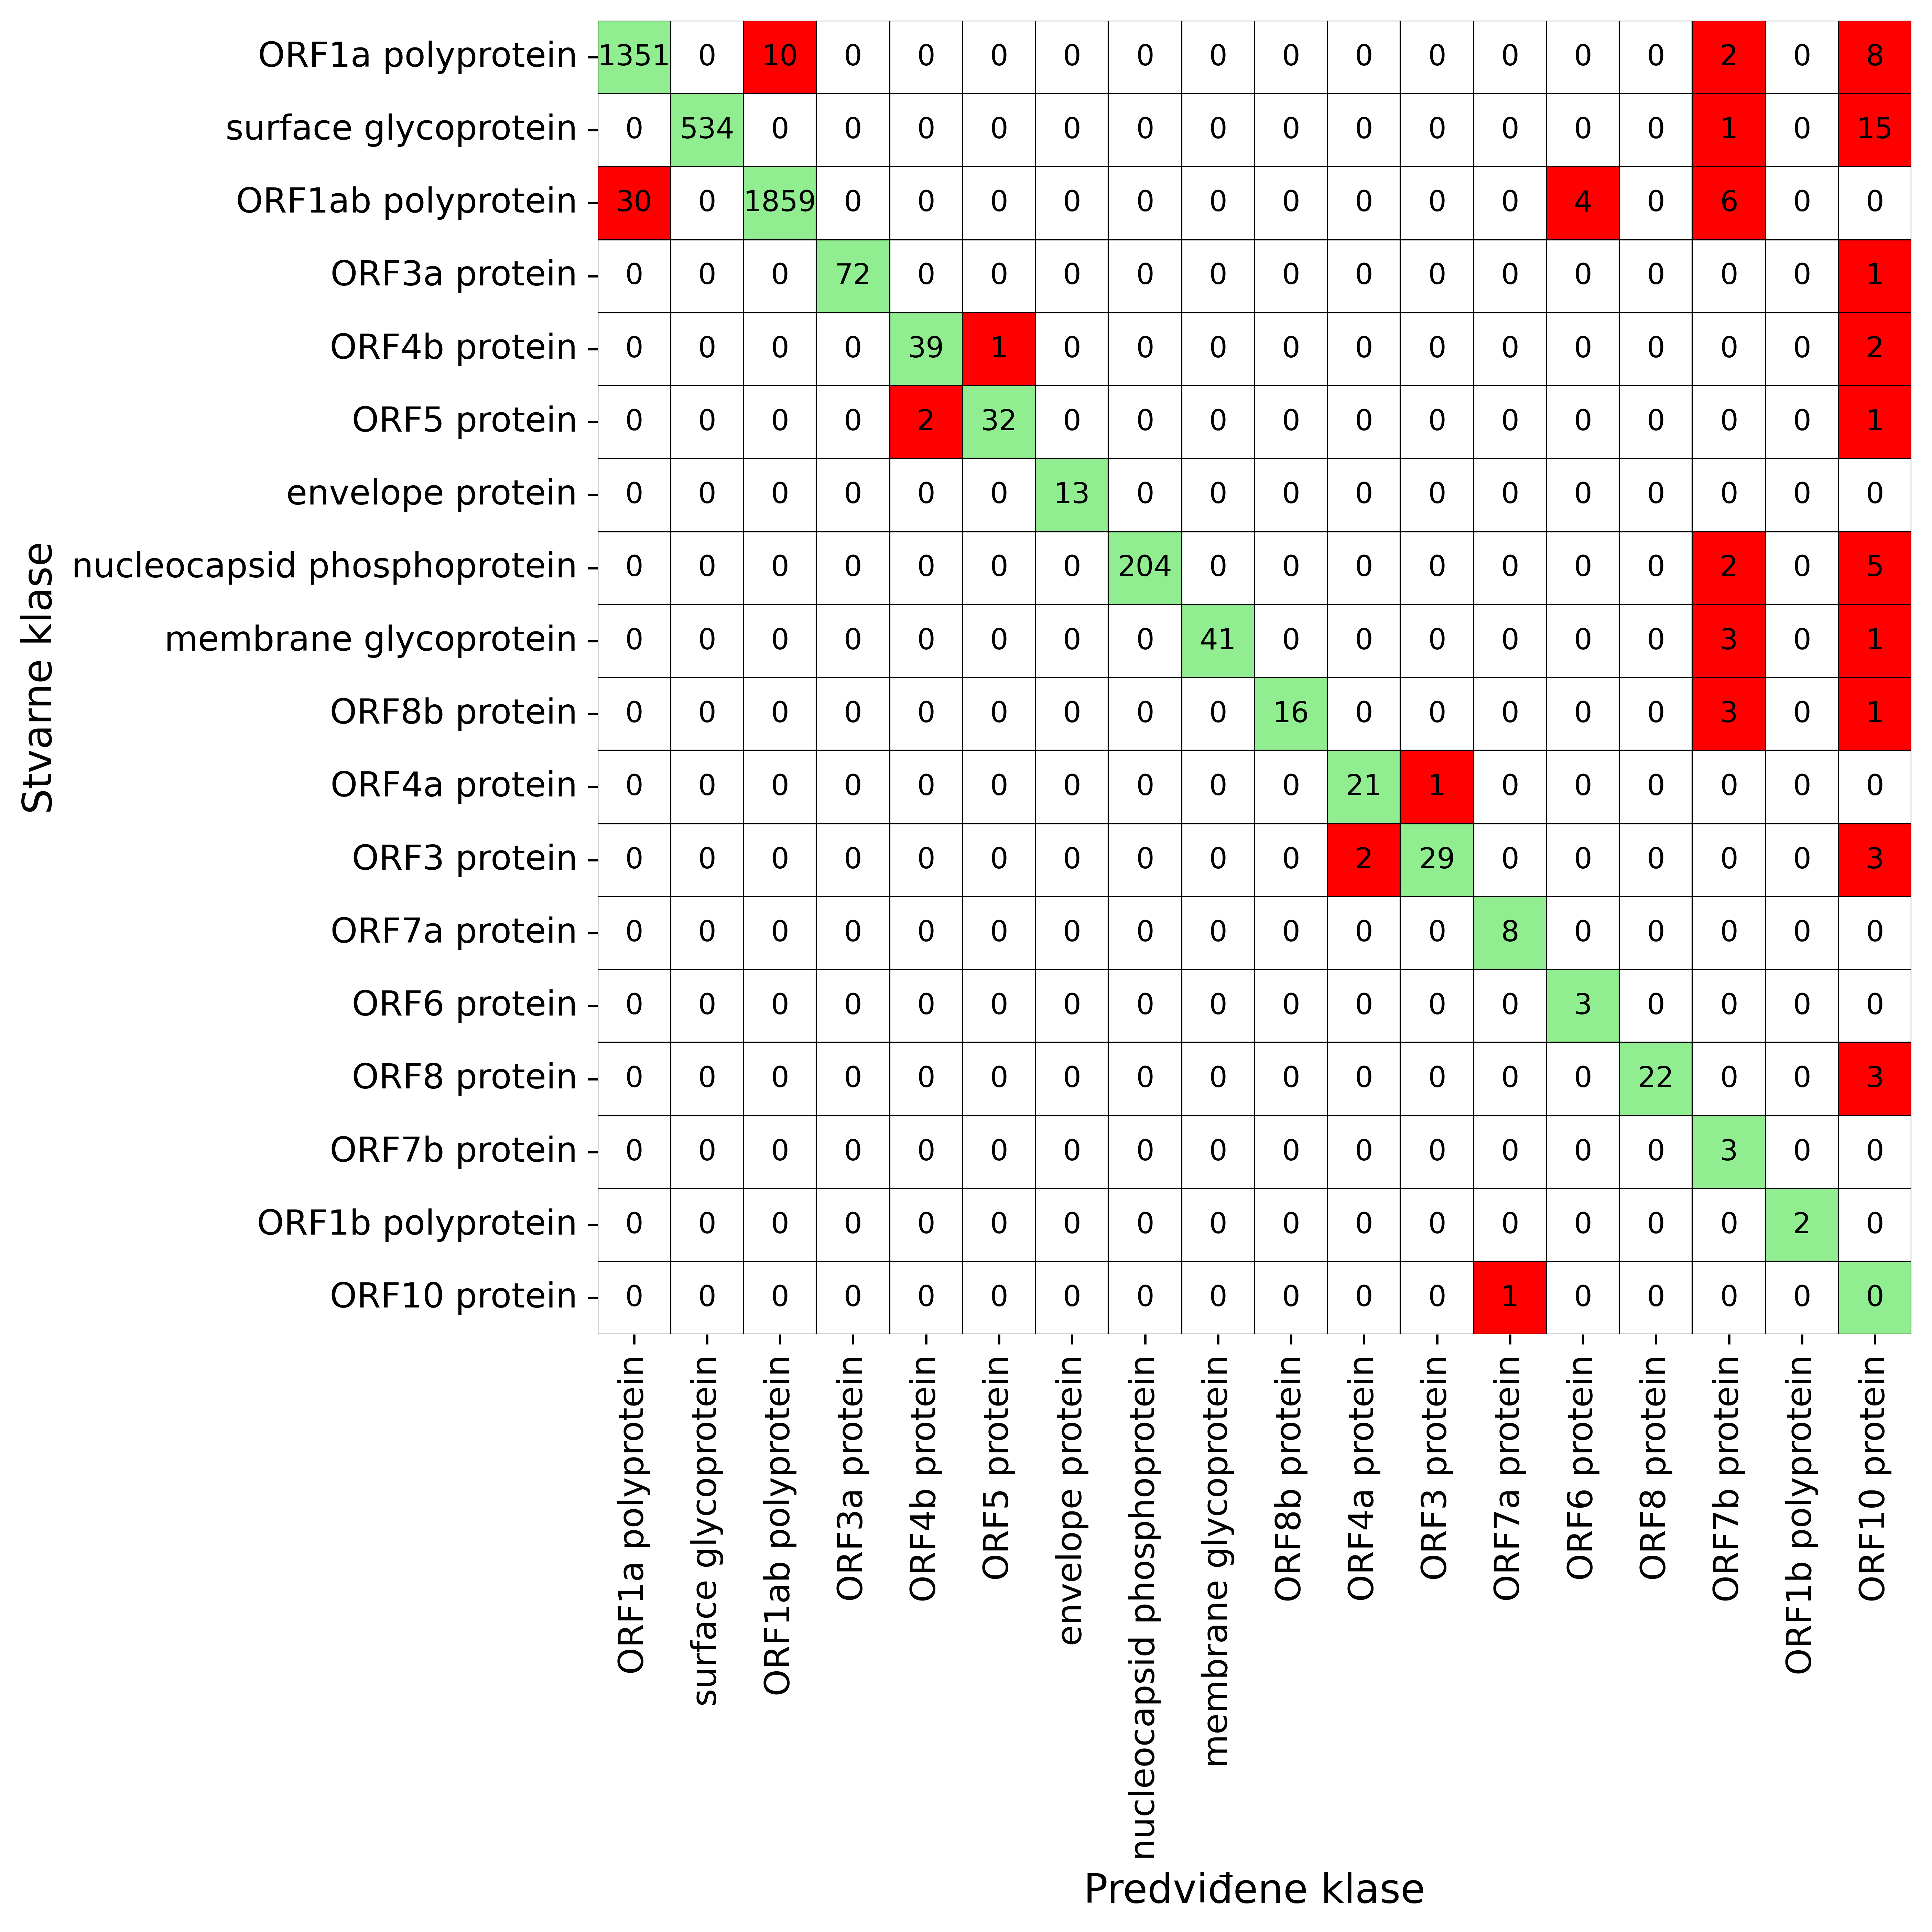 ORF1a polyprotein 1351 0 10 0 0 0 0 0 0 0 0 0 0 0 0 2 0 8
surface glycoprotein 0 534 0 0 0 0 0 0 0 0 0 0 0 0 0 1 0 15
ORF1ab polyprotein 30 0 1859 0 0 0 0 0 0 0 0 0 0 4 0 6 0 0
ORF3a protein 0 0 0 72 0 0 0 0 0 0 0 0 0 0 0 0 0 1
ORF4b protein 0 0 0 0 39 1 0 0 0 0 0 0 0 0 0 0 0 2
ORF5 protein 0 0 0 0 2 32 0 0 0 0 0 0 0 0 0 0 0 1
envelope protein 0 0 0 0 0 0 13 0 0 0 0 0 0 0 0 0 0 0
nucleocapsid phosphoprotein 0 0 0 0 0 0 0 204 0 0 0 0 0 0 0 2 0 5
membrane glycoprotein 0 0 0 0 0 0 0 0 41 0 0 0 0 0 0 3 0 1
ORF8b protein 0 0 0 0 0 0 0 0 0 16 0 0 0 0 0 3 0 1
ORF4a protein 0 0 0 0 0 0 0 0 0 0 21 1 0 0 0 0 0 0
ORF3 protein 0 0 0 0 0 0 0 0 0 0 2 29 0 0 0 0 0 3
ORF7a protein 0 0 0 0 0 0 0 0 0 0 0 0 8 0 0 0 0 0
ORF6 protein 0 0 0 0 0 0 0 0 0 0 0 0 0 3 0 0 0 0
ORF8 protein 0 0 0 0 0 0 0 0 0 0 0 0 0 0 22 0 0 3
ORF7b protein 0 0 0 0 0 0 0 0 0 0 0 0 0 0 0 3 0 0
ORF1b polyprotein 0 0 0 0 0 0 0 0 0 0 0 0 0 0 0 0 2 0
ORF10 protein 0 0 0 0 0 0 0 0 0 0 0 0 1 0 0 0 0 0
Stvarne klase
ORF1a polyprotein
surface glycoprotein
ORF1ab polyprotein
ORF3a protein
ORF4b protein
ORF5 protein
envelope protein
nucleocapsid phosphoprotein
membrane glycoprotein
ORF8b protein
ORF4a protein
ORF3 protein
ORF7a protein
ORF6 protein
ORF8 protein
ORF7b protein
ORF1b polyprotein
ORF10 protein
Predviđene klase